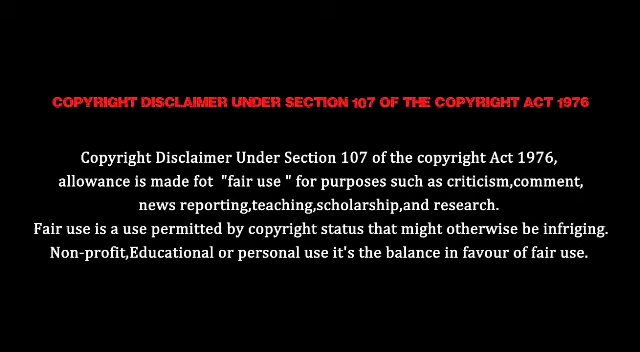 COPYRIGHT DISCLAIMER UNDER SECTION 107 OF THE COPYRIGHT ACT 1976
Copyright Disclaimer Under Section 107 of the copyright Act 1976,
allowance is made fot "fair use " for purposes such as criticism,comment,
news reporting,teaching,scholarship,and research.
Fair use is a use permitted by copyright status that might otherwise be infriging.
Non-profit,Educational or personal use it's the balance in favour of fair use.